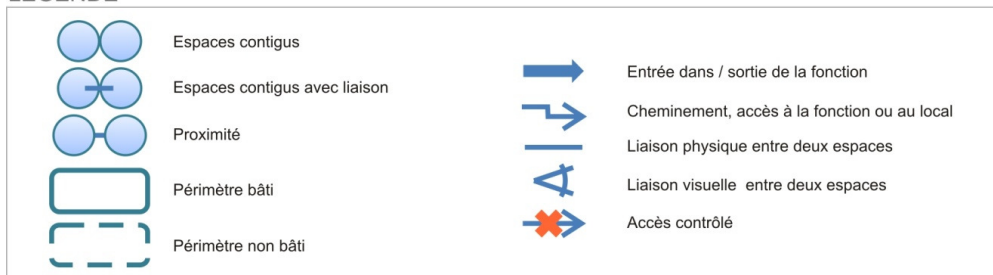 Espaces contigus
Espaces contigus avec liaison
Proximité
Périmètre bâti
Périmètre non bâti
Entrée dans / sortie de la fonction
Cheminement, accès à la fonction ou au local
Liaison physique entre deux espaces
Liaison visuelle entre deux espaces
Accès contrôlé